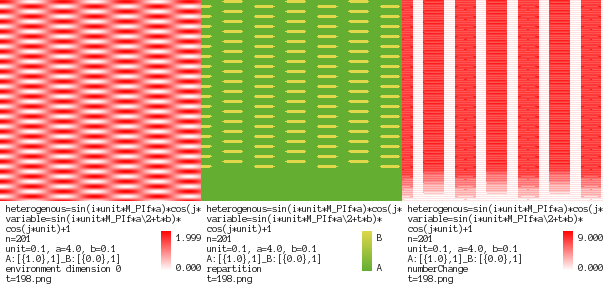 heterogenous=sin(i*unit*M_PIf*a)*cos(j*
variable=sin(i*unit*M_PIf*a\2+t*b)*
cos(j*unit)+1
n=201
unit=0.1, a=4.0, b=0.1
A:[{1.0},1]_B:[{0.0},1]
environment dimension 0
t=198.png
1.999
0.000
heterogenous=sin(i*unit*M_PIf*a)*cos(j*
variable=sin(i*unit*M_PIf*a\2+t*b)*
cos(j*unit)+1
n=201
unit=0.1, a=4.0, b=0.1
A:[{1.0},1]_B:[{0.0},1]
repartition
t=198.png
B
A
heterogenous=sin(i*unit*M_PIf*a)*cos(j*
variable=sin(i*unit*M_PIf*a\2+t*b)*
cos(j*unit)+1
n=201
unit=0.1, a=4.0, b=0.1
A:[{1.0},1]_B:[{0.0},1]
numberChange
t=198.png
9.000
0.000